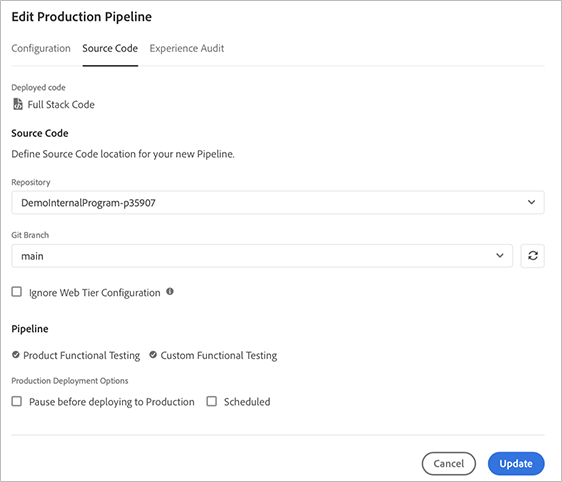 Edit Production Pipeline
Configuration Source Code Experience Audit
Deployed code
Full Stack Code
Source Code
Define Source Code location for your new Pipeline.
Repository
DemoInternalProgram-p35907
Git Branch
main
Ignore Web Tier Configuration
Pipeline
Product Functional Testing Custom Functional Testing
Production Deployment Options
Pause before deploying to Production Scheduled
Cancel Update